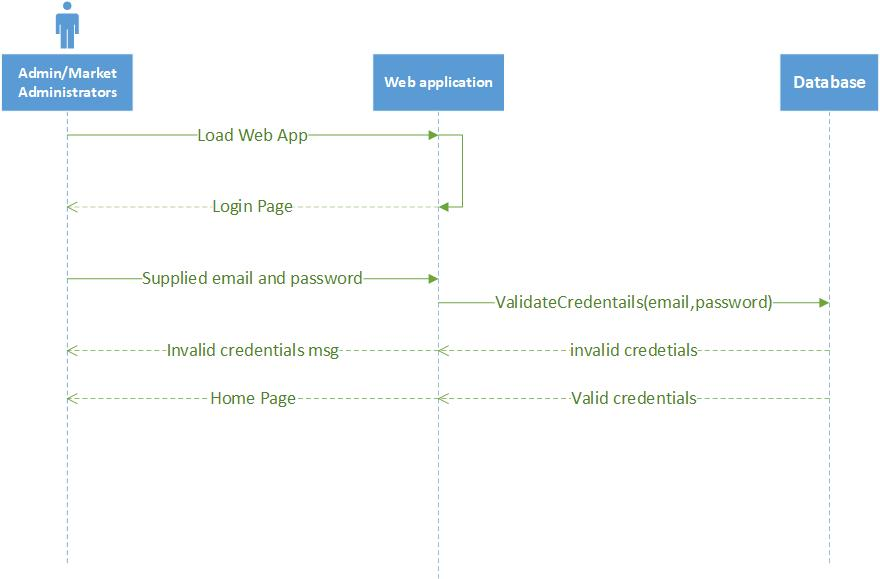 Admin/Market
Administrators
Web application
Database
Load Web App
Login Page
Supplied email and password
ValidateCredentails(email,password)
Invalid credentials msg
invalid credetials
Home Page
Valid credentials